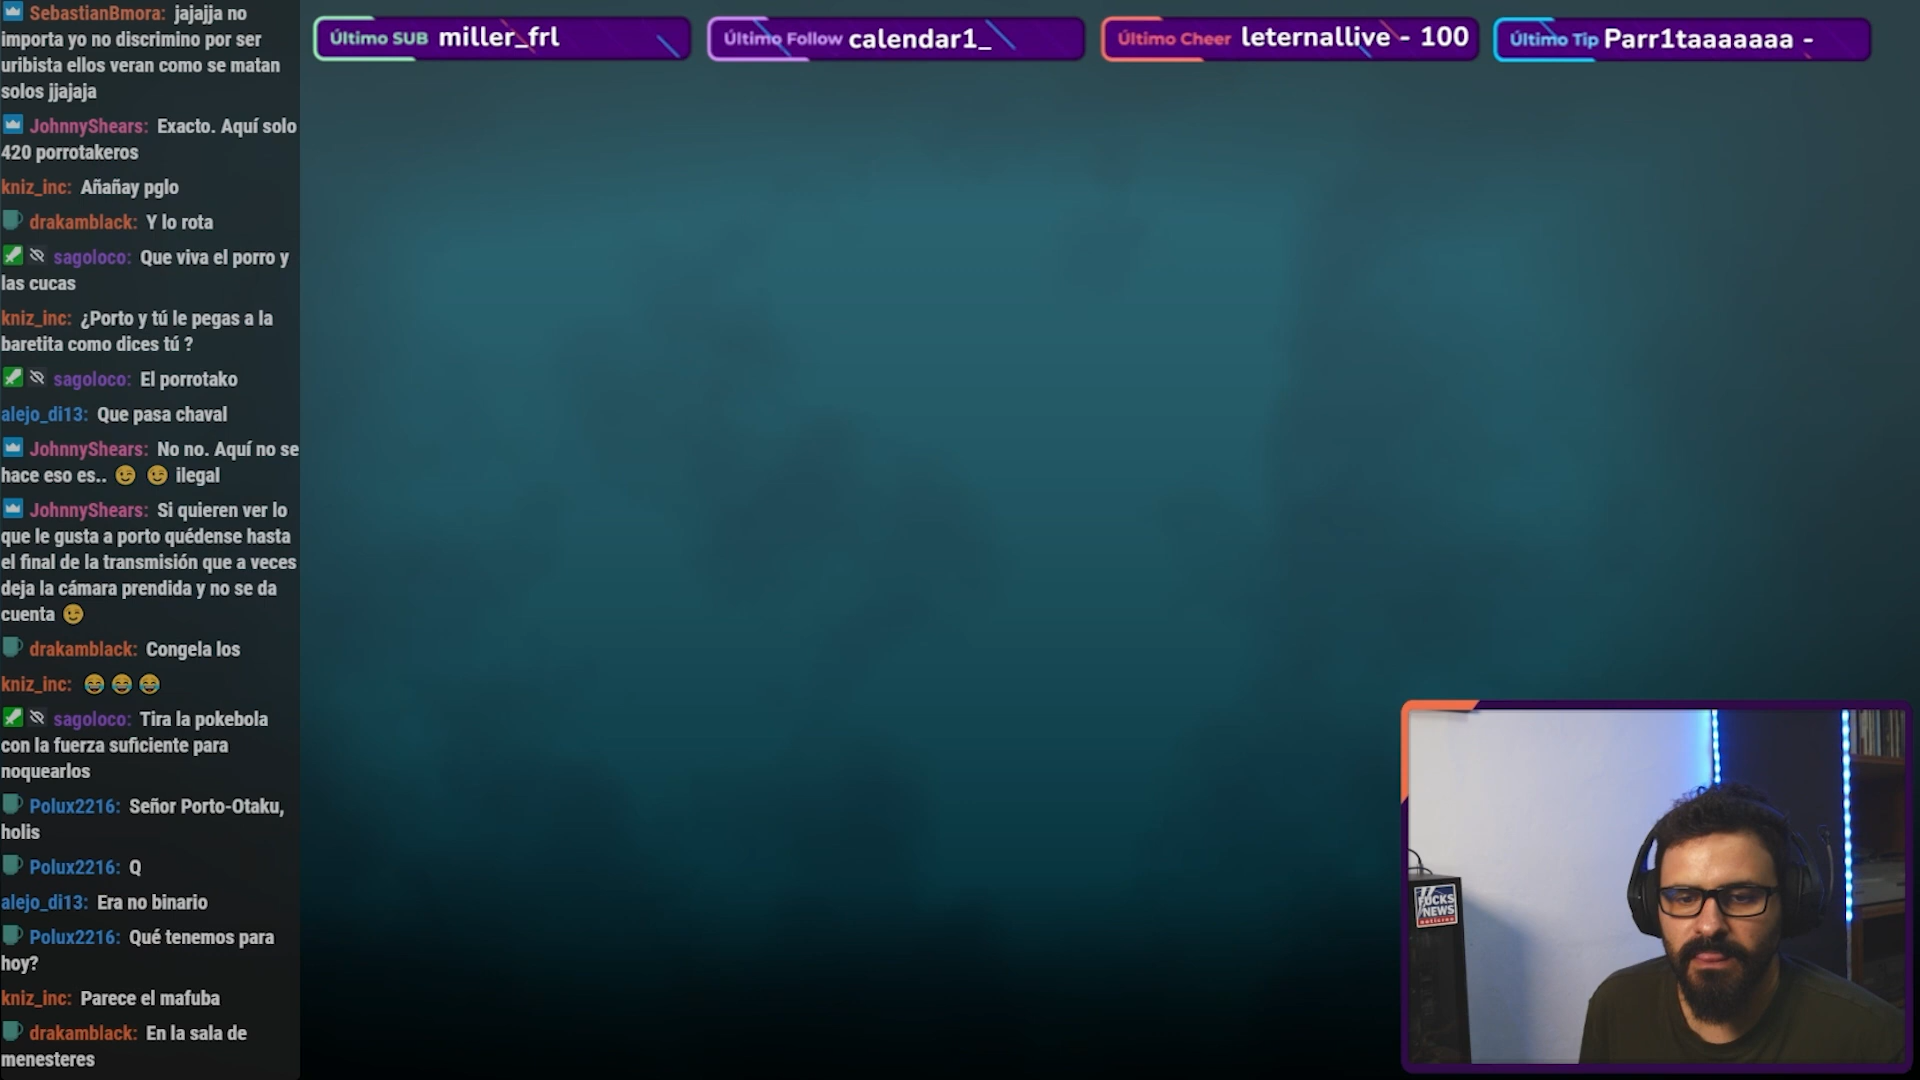 SebastianBmora: jajajja no
importa yo no discrimino por ser
uribista ellos veran como se matan
solos jjajaja
JohnnyShears: Exacto. Aquí solo
420 porrotakeros
kniz_inc: Añañay pglo
drakamblack: Y lo rota
sagoloco: Que viva el porro y
las cucas
kniz_inc: ¿Porto y tú le pegas a la
baretita como dices tú ?
sagoloco: El porrotako
alejo_di13: Que pasa chaval
JohnnyShears: No no. Aquí no se
hace eso es.. 😉 😉 ilegal
JohnnyShears: Si quieren ver lo
que le gusta a porto quédense hasta
el final de la transmisión que a veces
deja la cámara prendida y no se da
cuenta 😉
drakamblack: Congela los
kniz_inc: 😂 😂 😂
sagoloco: Tira la pokebola
con la fuerza suficiente para
noquearlos
Polux2216: Señor Porto-Otaku,
holis
Polux2216: Q
alejo_di13: Era no binario
Polux2216: Qué tenemos para
hoy?
kniz_inc: Parece el mafuba
drakamblack: En la sala de
menesteres
Último SUB miller_frl
Último Follow calendar1_
Último Cheer leternallive - 100
Último Tip Parr1taaaaaaa -
FUCKS
NEWS
noticreo